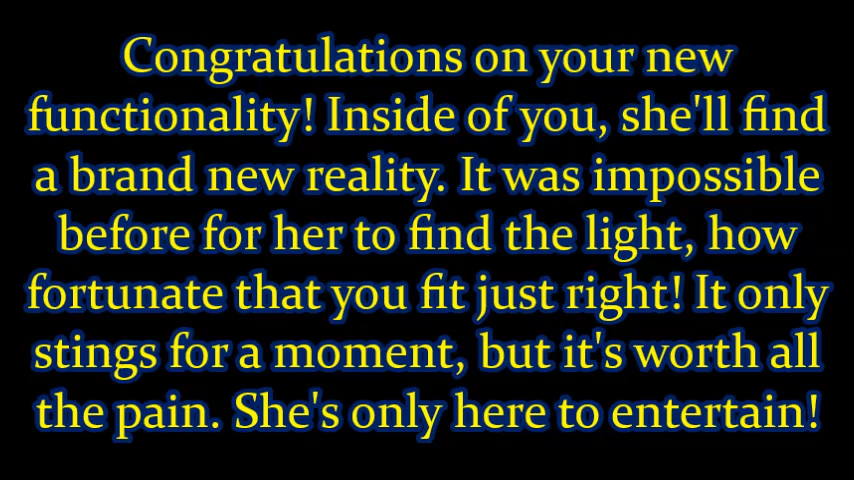 Congratulations on your new
functionality! Inside of you, she'll find
a brand new reality. It was impossible
before for her to find the light, how
fortunate that you fit just right! It only
stings for a moment, but it's worth all
the pain. She's only here to entertain!